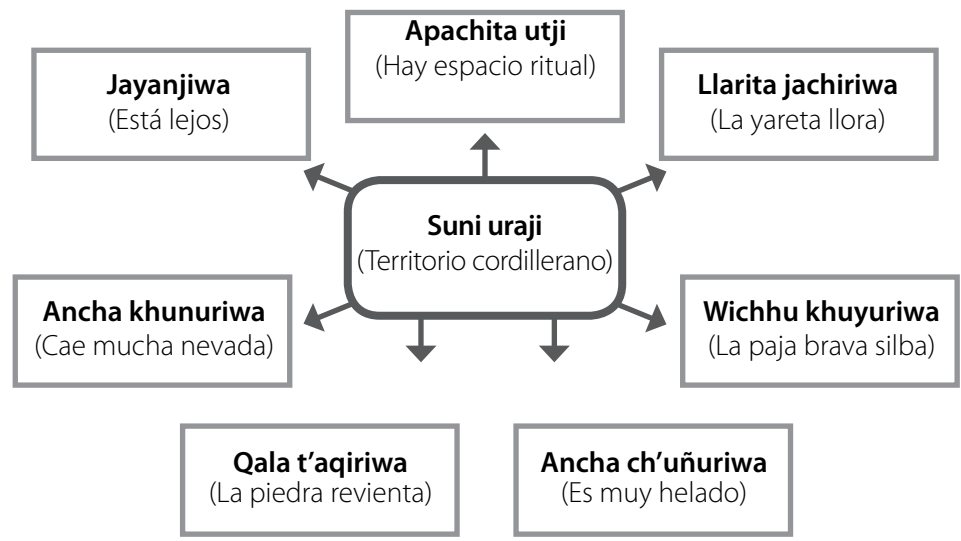 Apachita utji
(Hay espacio ritual)
Jayanjiwa
(Está lejos)
Llarita jachiriwa
(La yareta llora)
Suni uraji
(Territorio cordillerano)
Ancha khunuriwa
(Cae mucha nevada)
Wichhu khuyuriwa
(La paja brava silba)
Qala t'aqiriwa
(La piedra revienta)
Ancha ch'uñuriwa
(Es muy helado)